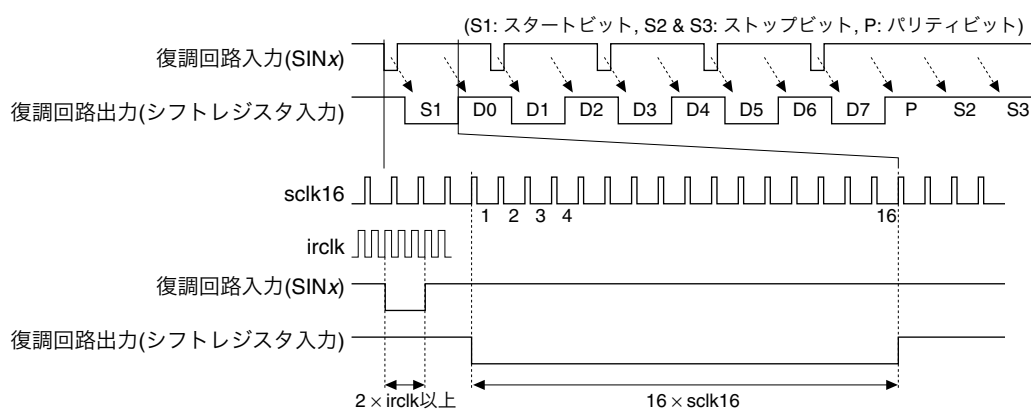 (S1: スタートビット, S2 & S3: ストップビット, P: パリティビット)
復調回路入力(SINx)
復調回路出力(シフトレジスタ入力)
S1 D0 D1 D2 D3 D4 D5 D6 D7 P S2 S3
sclk16
1 2 3 4 16
irclk
復調回路入力(SINx)
復調回路出力(シフトレジスタ入力)
2 × irclk以上
16 × sclk16